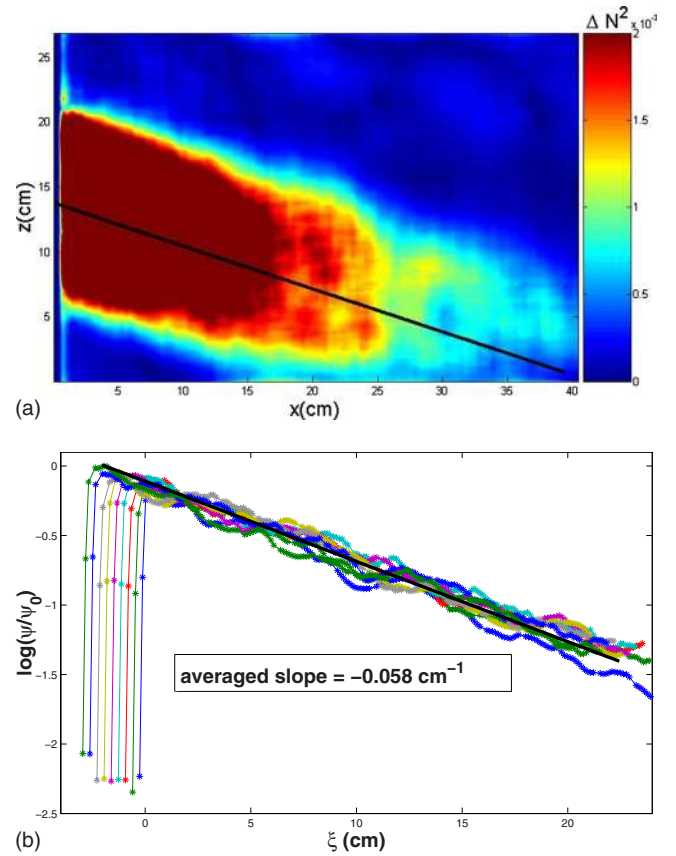 Δ N² x 10⁻³
25
20
15
10
5
z(cm)
5 10 15 20 25 30 35 40
x(cm)
2
1.5
1
0.5
0
(a)
0
−0.5
−1
−1.5
−2
−2.5
log(ψ/ψ₀)
averaged slope = −0.058 cm⁻¹
0 5 10 15 20
ξ (cm)
(b)